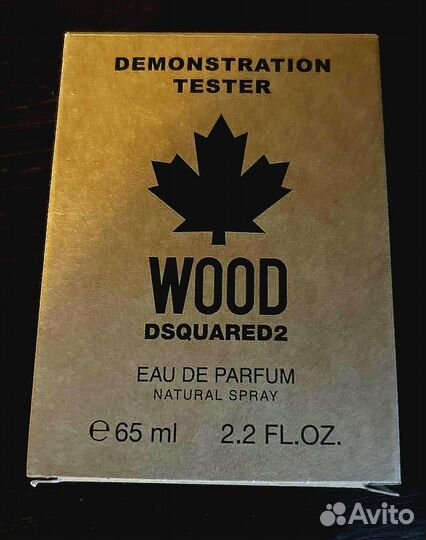 DEMONSTRATION
TESTER
WOOD
DSQUARED2
EAU DE PARFUM
NATURAL SPRAY
℮65 ml 2.2 FL.OZ.
Avito